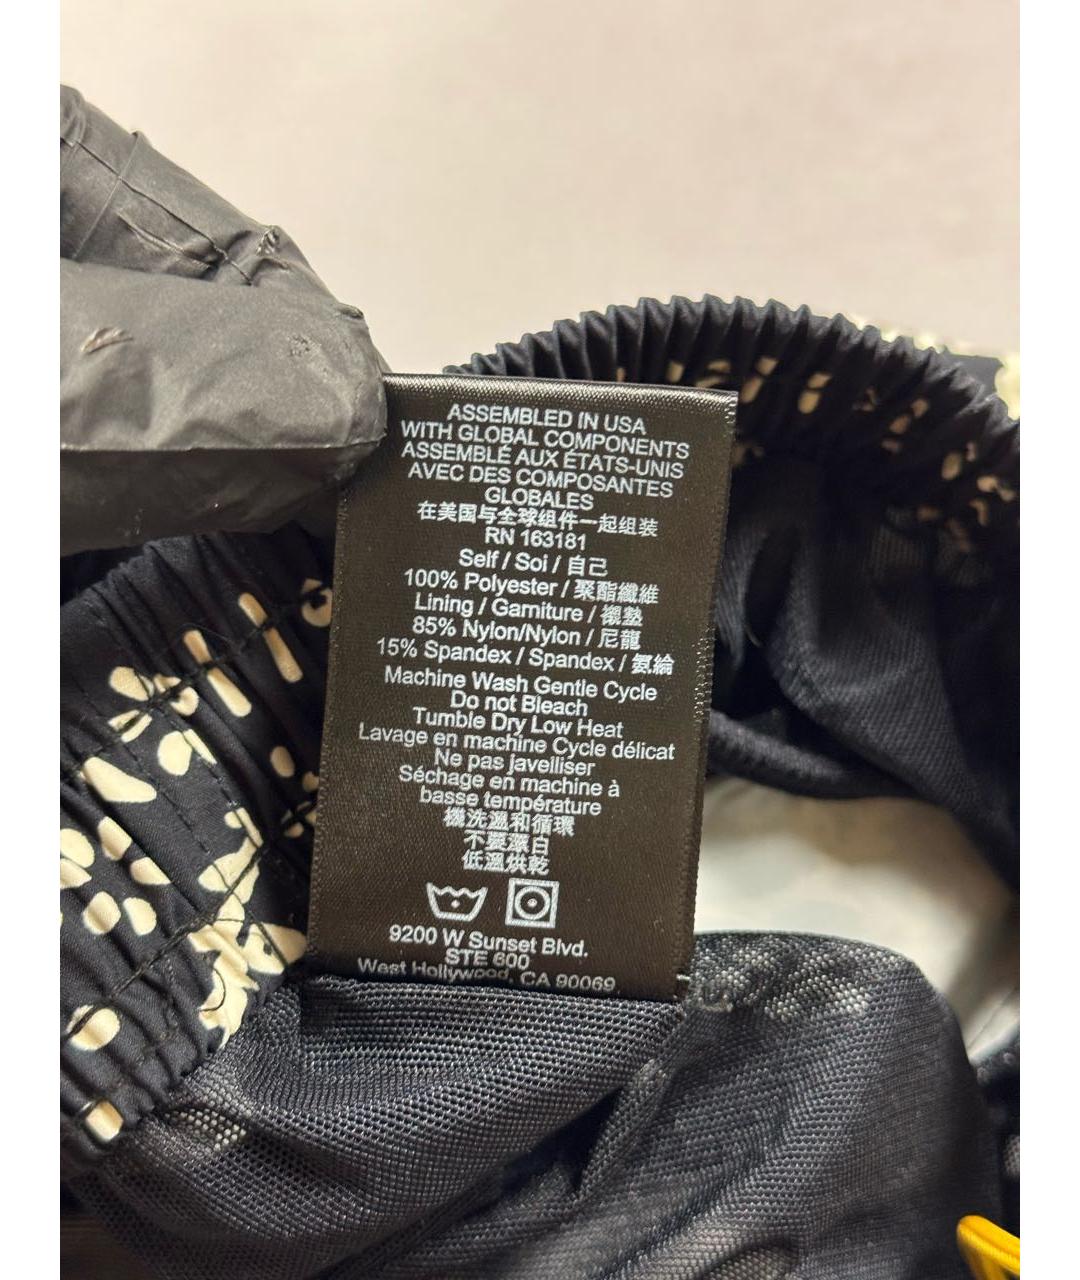 ASSEMBLED IN USA
WITH GLOBAL COMPONENTS
ASSEMBLÉ AUX ÉTATS-UNIS
AVEC DES COMPOSANTES
GLOBALES
在美国与全球组件一起组装
RN 163181
Self / Soi / 自己
100% Polyester / 聚酯纖維
Lining / Garniture / 襯墊
85% Nylon/Nylon / 尼龍
15% Spandex / Spandex / 氨綸
Machine Wash Gentle Cycle
Do not Bleach
Tumble Dry Low Heat
Lavage en machine Cycle délicat
Ne pas javelliser
Séchage en machine à
basse température
機洗溫和循環
不要漂白
低溫烘乾
9200 W Sunset Blvd.
STE 600
West Hollywood, CA 90069